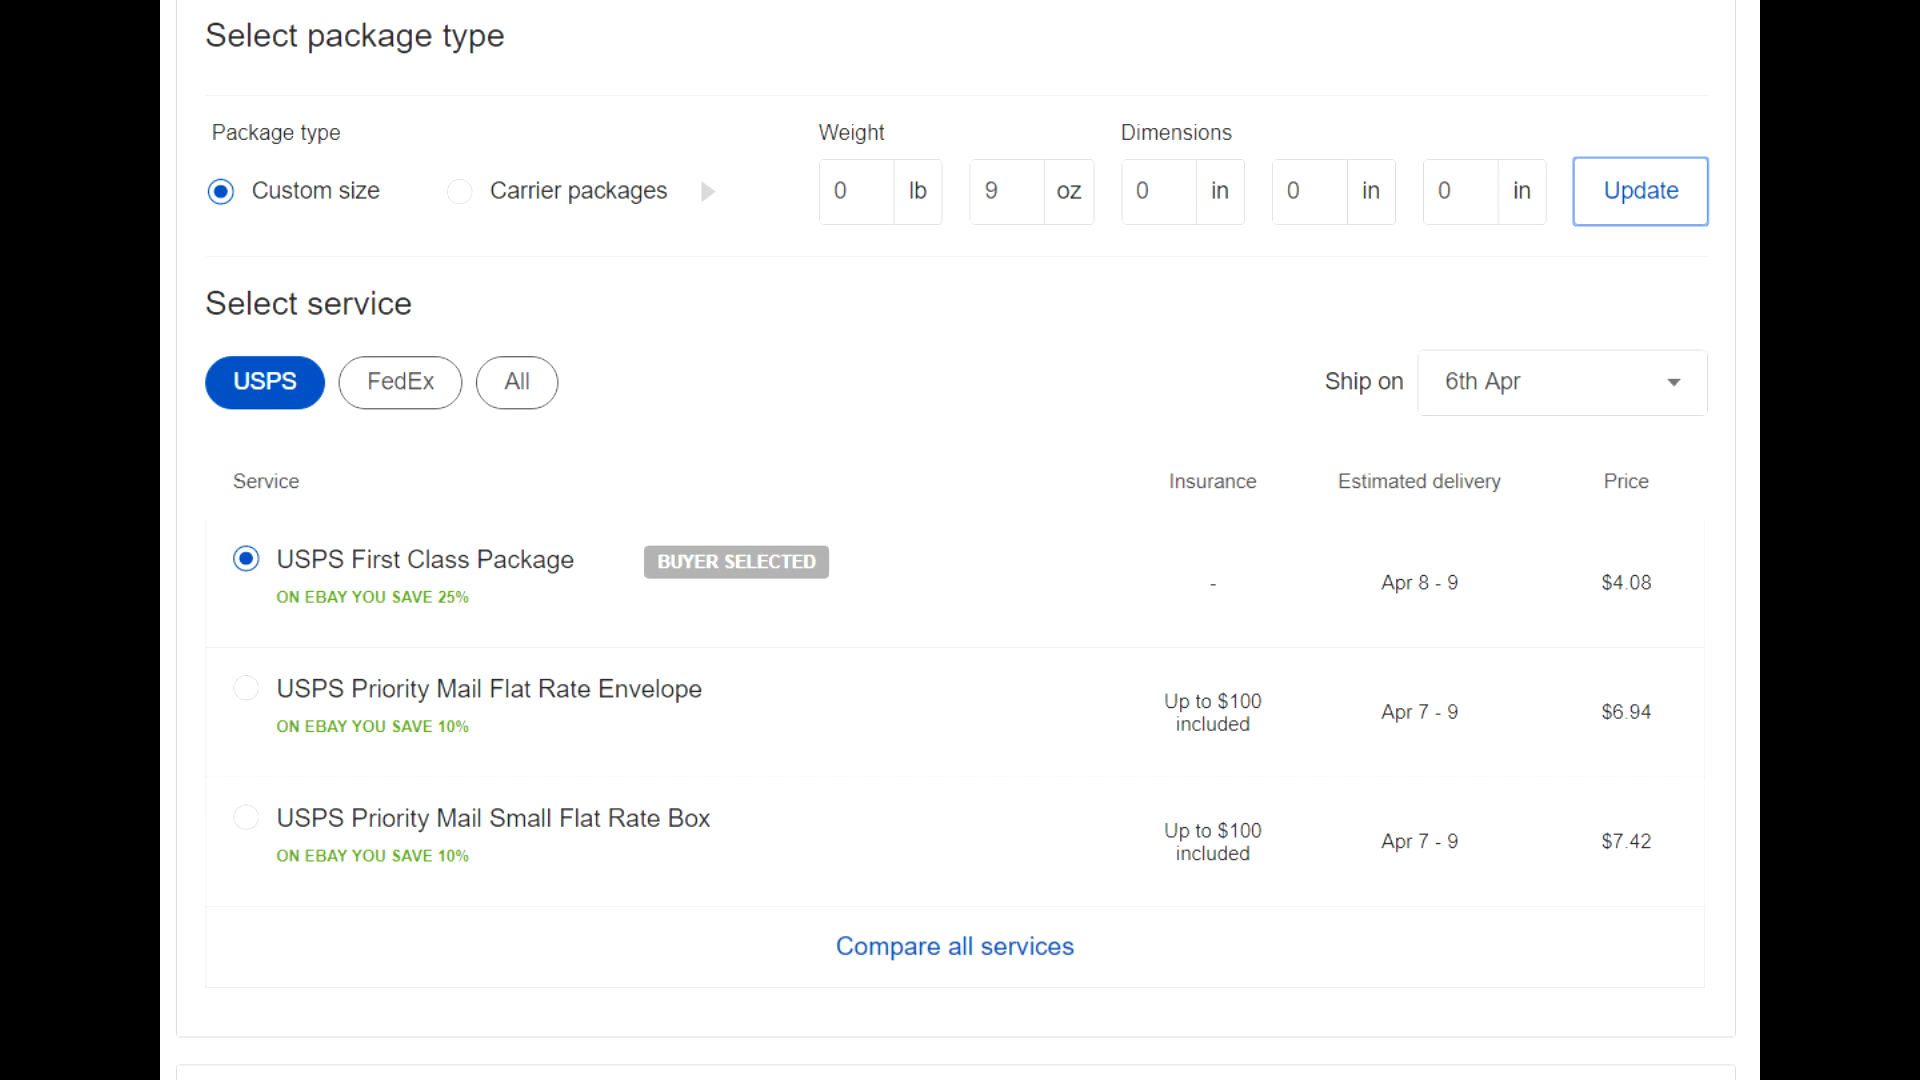 Select package type
Package type Weight Dimensions
Custom size Carrier packages 0 lb 9 oz 0 in 0 in 0 in Update
Select service
USPS FedEx All Ship on 6th Apr
Service Insurance Estimated delivery Price
USPS First Class Package BUYER SELECTED
ON EBAY YOU SAVE 25%
- Apr 8 - 9 $4.08
USPS Priority Mail Flat Rate Envelope
ON EBAY YOU SAVE 10%
Up to $100
included
Apr 7 - 9 $6.94
USPS Priority Mail Small Flat Rate Box
ON EBAY YOU SAVE 10%
Up to $100
included
Apr 7 - 9 $7.42
Compare all services